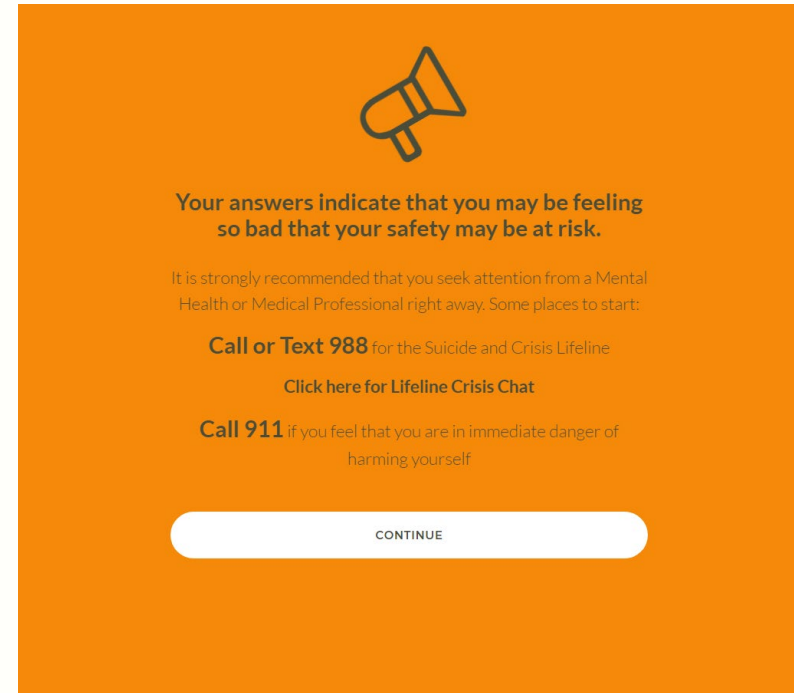 Your answers indicate that you may be feeling
so bad that your safety may be at risk.
It is strongly recommended that you seek attention from a Mental
Health or Medical Professional right away. Some places to start:
Call or Text 988 for the Suicide and Crisis Lifeline
Click here for Lifeline Crisis Chat
Call 911 if you feel that you are in immediate danger of
harming yourself
CONTINUE